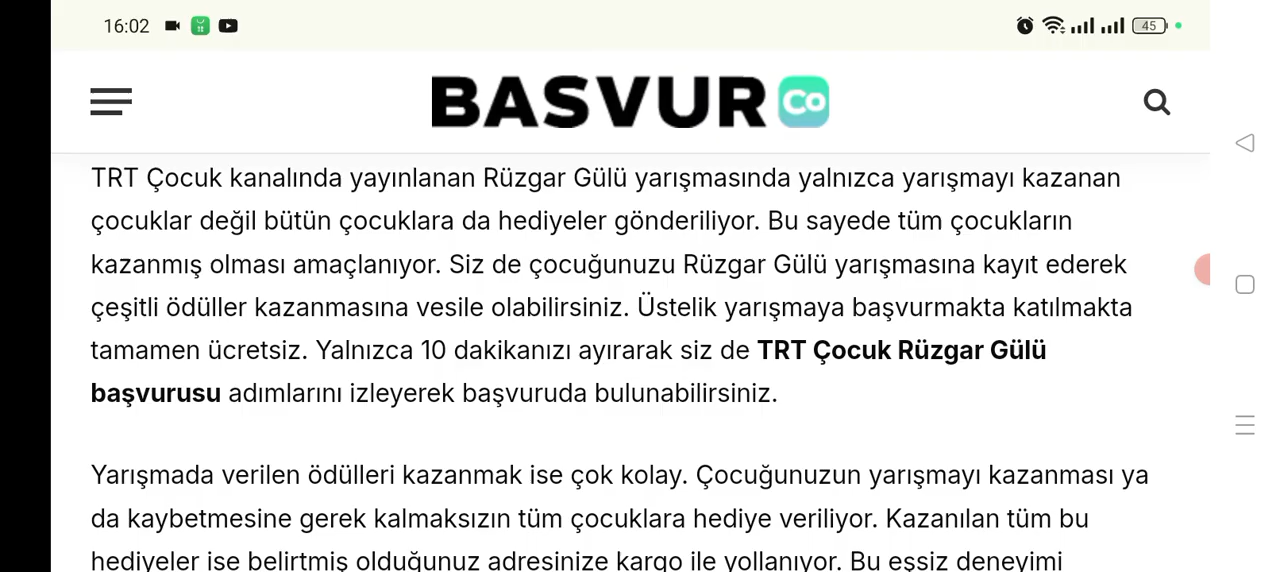 16:02
45
BASVUR Co
TRT Çocuk kanalında yayınlanan Rüzgar Gülü yarışmasında yalnızca yarışmayı kazanan
çocuklar değil bütün çocuklara da hediyeler gönderiliyor. Bu sayede tüm çocukların
kazanmış olması amaçlanıyor. Siz de çocuğunuzu Rüzgar Gülü yarışmasına kayıt ederek
çeşitli ödüller kazanmasına vesile olabilirsiniz. Üstelik yarışmaya başvurmakta katılmakta
tamamen ücretsiz. Yalnızca 10 dakikanızı ayırarak siz de TRT Çocuk Rüzgar Gülü
başvurusu adımlarını izleyerek başvuruda bulunabilirsiniz.
Yarışmada verilen ödülleri kazanmak ise çok kolay. Çocuğunuzun yarışmayı kazanması ya
da kaybetmesine gerek kalmaksızın tüm çocuklara hediye veriliyor. Kazanılan tüm bu
hediyeler ise belirtmiş olduğunuz adresinize kargo ile yollanıyor. Bu eşsiz deneyimi